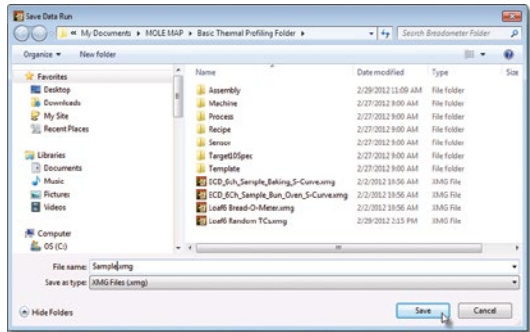 Save Data Run
« My Documents ▸ MOLE MAP ▸ Basic Thermal Profiling Folder ▸
Search Breadometer Folder
Organize ▾ New folder
Favorites
Desktop
Downloads
My Site
Recent Places
Libraries
Documents
Music
Pictures
Videos
Computer
OS (C:)
Name Date modified Type Size
Assembly 2/29/2012 11:09 AM File folder
Machine 2/27/2012 9:00 AM File folder
Process 2/27/2012 9:00 AM File folder
Recipe 2/27/2012 9:00 AM File folder
Sensor 2/27/2012 9:00 AM File folder
Target10Spec 2/27/2012 9:00 AM File folder
Template 2/27/2012 9:00 AM File folder
ECD_6ch_Sample_Baking_S-Curve.xmg 2/2/2012 10:56 AM XMG File
ECD_6Ch_Sample_Bun_Oven_S-Curve.xmg 2/2/2012 10:56 AM XMG File
Loaf6 Bread-O-Meter.xmg 2/2/2012 10:56 AM XMG File
Loaf6 Random TCs.xmg 2/29/2012 2:15 PM XMG File
File name: Sample.xmg
Save as type: XMG Files (.xmg)
Hide Folders
Save
Cancel